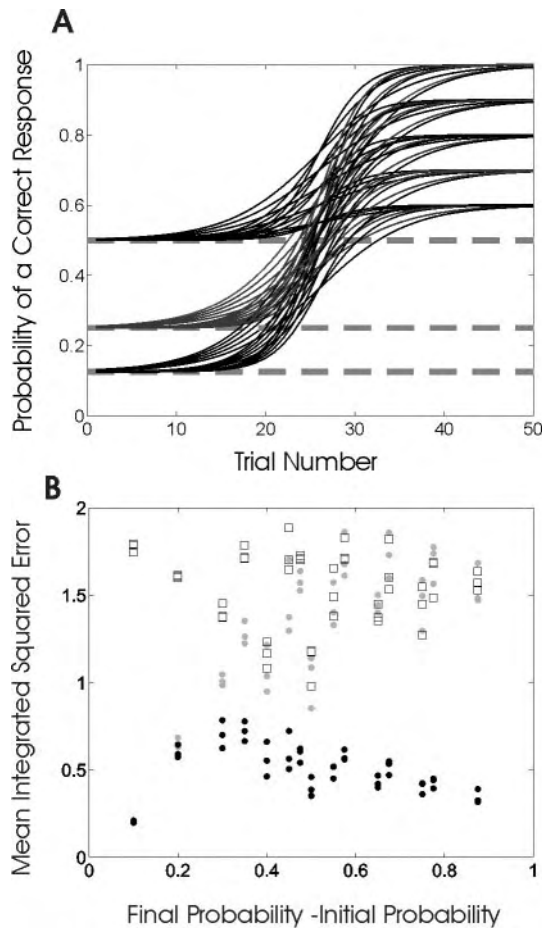 A
Probability of a Correct Response
1
0.8
0.6
0.4
0.2
0
0 10 20 30 40 50
Trial Number
B
Mean Integrated Squared Error
2
1.5
1
0.5
0
0 0.2 0.4 0.6 0.8 1
Final Probability -Initial Probability